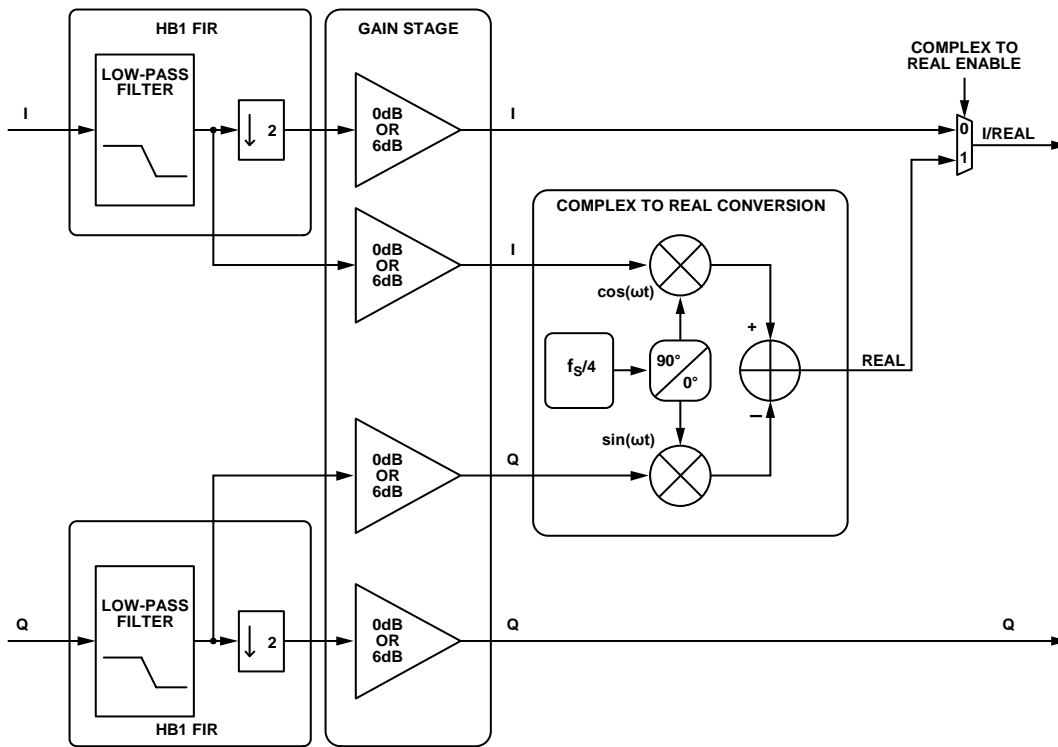 HB1 FIR
GAIN STAGE
LOW-PASS
FILTER
I
2
0dB
OR
6dB
I
COMPLEX TO
REAL ENABLE
0
1
I/REAL
0dB
OR
6dB
I
COMPLEX TO REAL CONVERSION
cos(ωt)
fS/4
90°
0°
+
–
REAL
sin(ωt)
0dB
OR
6dB
Q
LOW-PASS
FILTER
Q
2
0dB
OR
6dB
Q
Q
HB1 FIR